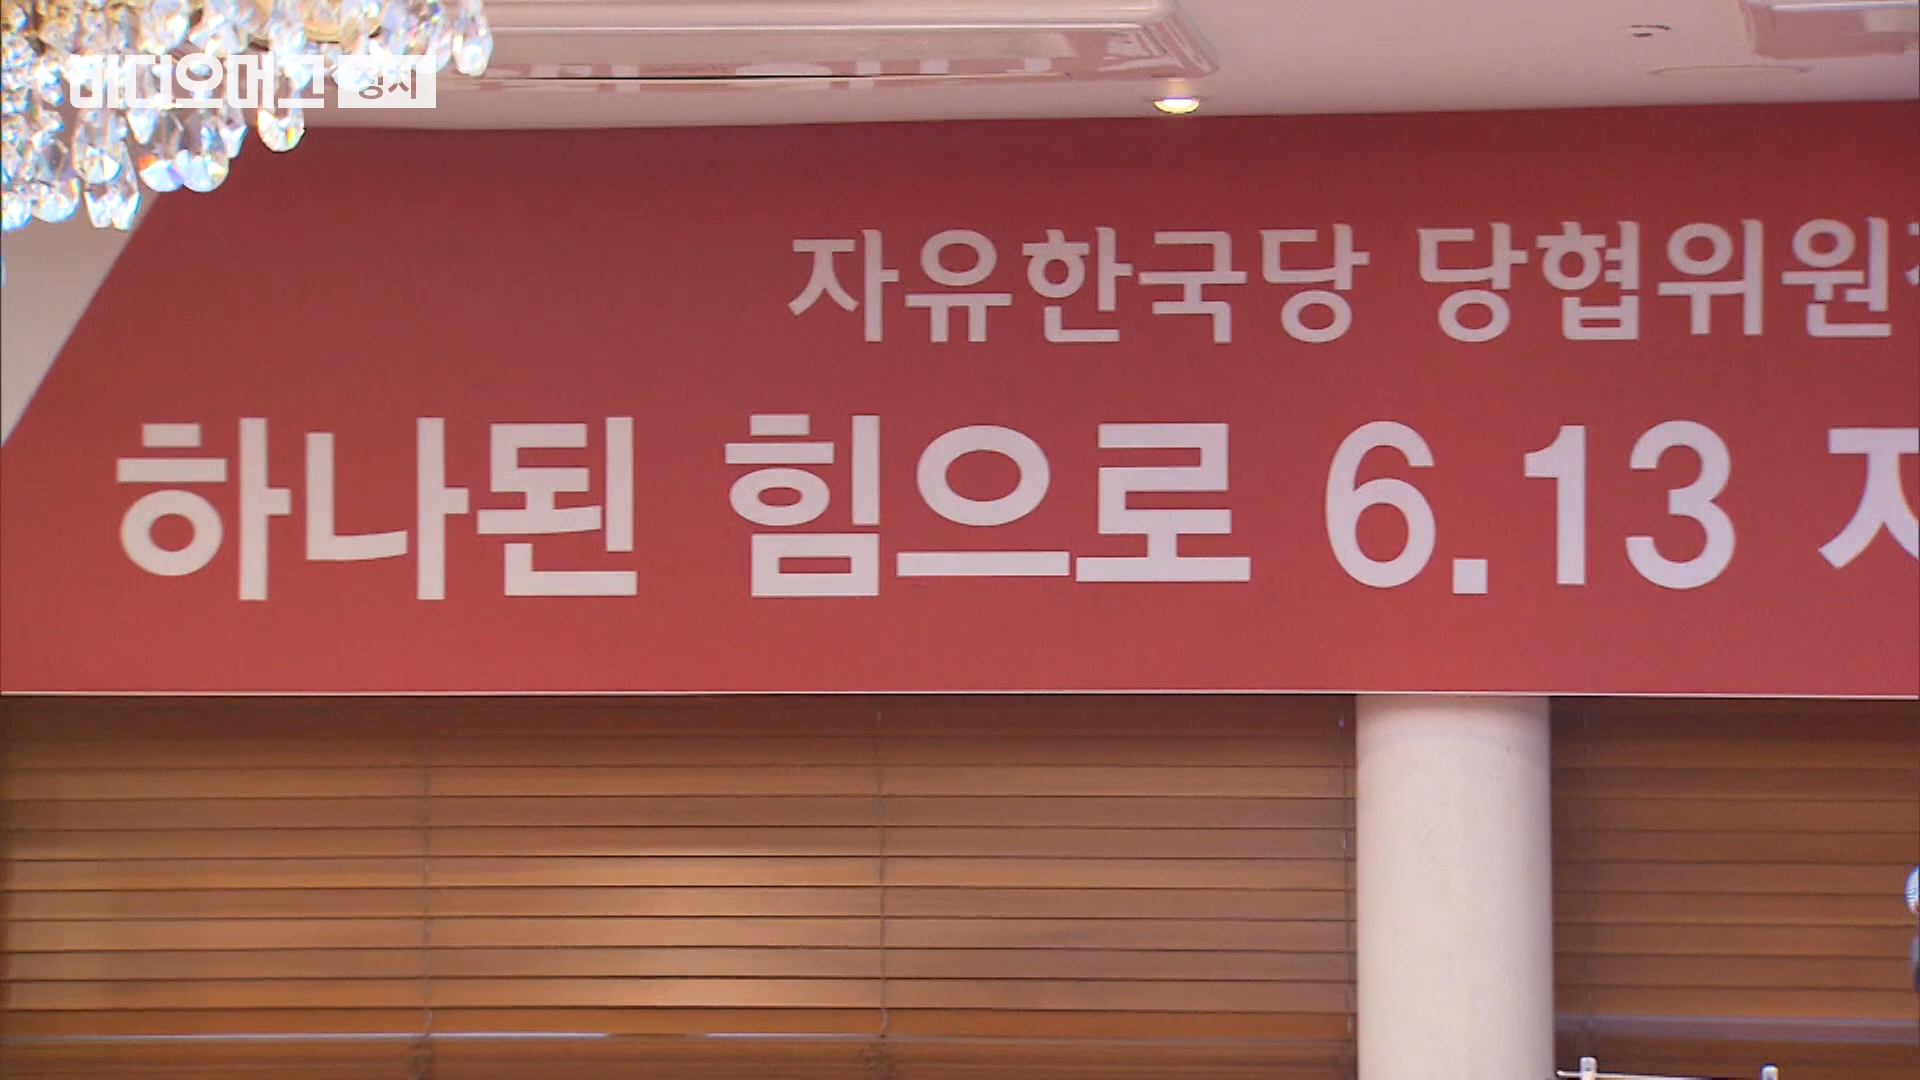 비디오머그 정치
자유한국당 당협위원
하나된 힘으로 6.13